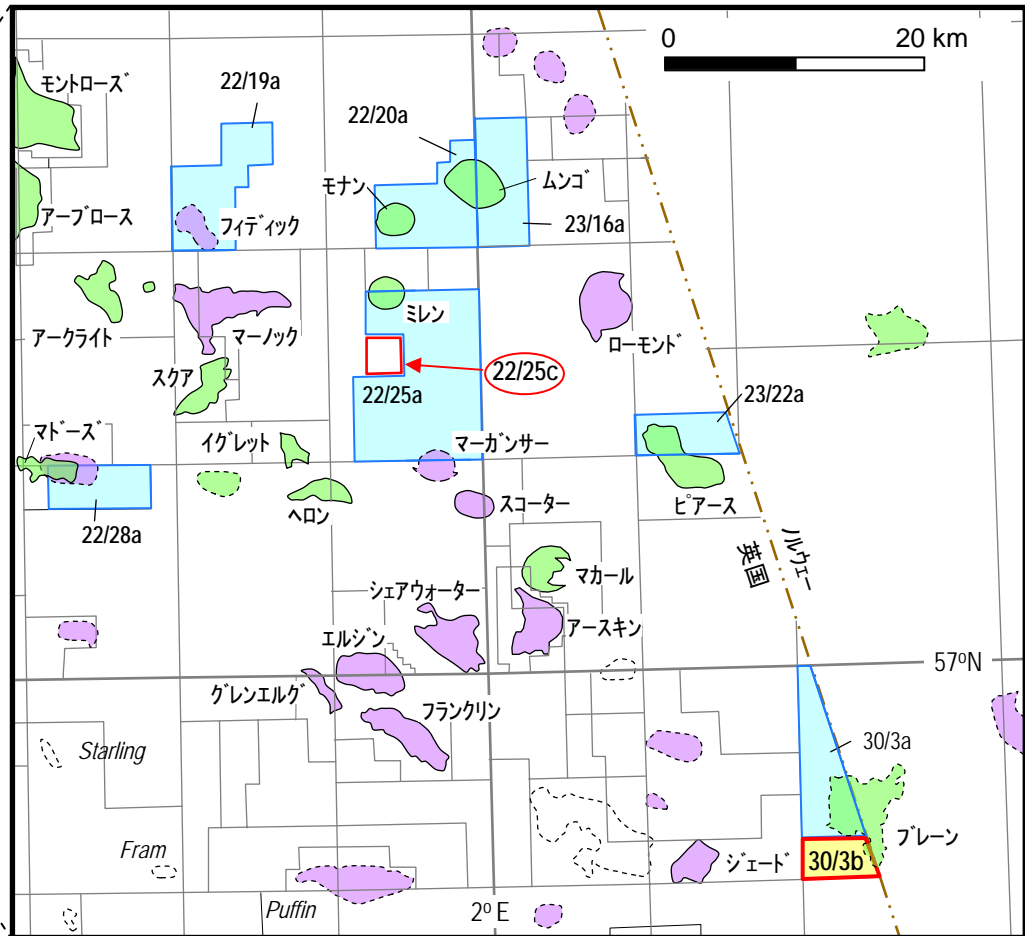 0
20 km
モントローズ
22/19a
22/20a
モナン
ムンゴ
アーブロース
フィディック
23/16a
アークライト
マーノック
ミレン
ローモンド
スクア
22/25c
22/25a
23/22a
マドーズ
イグレット
マーガンサー
ヘロン
スコーター
ピアース
22/28a
ノルウェー
英国
マカール
シェアウォーター
アースキン
エルジン
57ºN
グレンエルグ
フランクリン
Starling
30/3a
ブレーン
Fram
ジェード
30/3b
Puffin
2º E